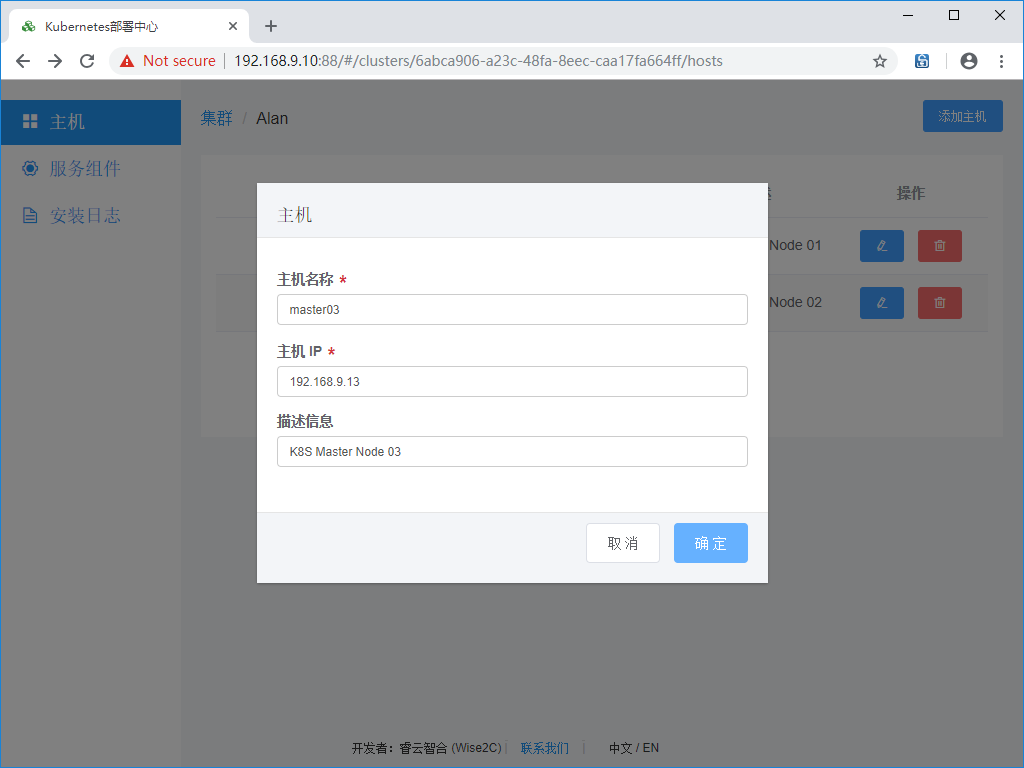 Kubernetes部署中心
Not secure 192.168.9.10:88/#/clusters/6abca906-a23c-48fa-8eec-caa17fa664ff/hosts
主机
服务组件
安装日志
集群 / Alan
添加主机
操作
Node 01
Node 02
主机
主机名称 *
master03
主机 IP *
192.168.9.13
描述信息
K8S Master Node 03
取 消
确 定
开发者：睿云智合 (Wise2C) | 联系我们 | 中文 / EN